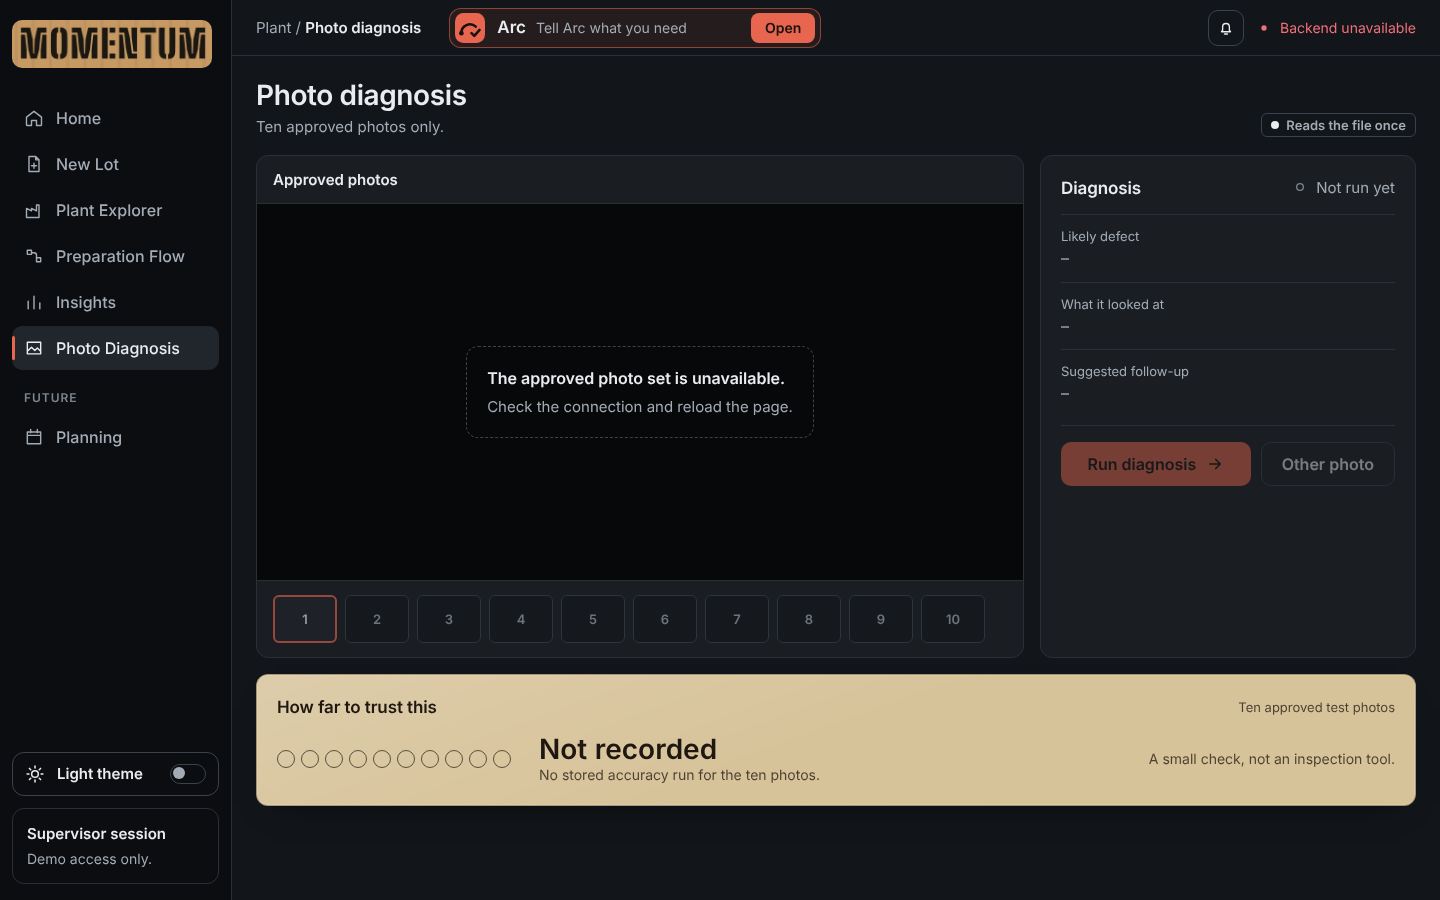 MOMENTUM
Home
New Lot
Plant Explorer
Preparation Flow
Insights
Photo Diagnosis
FUTURE
Planning
Light theme
Supervisor session
Demo access only.
Plant / Photo diagnosis
Arc Tell Arc what you need Open
Backend unavailable
Photo diagnosis
Ten approved photos only.
Reads the file once
Approved photos
The approved photo set is unavailable.
Check the connection and reload the page.
1 2 3 4 5 6 7 8 9 10
Diagnosis Not run yet
Likely defect
–
What it looked at
–
Suggested follow-up
–
Run diagnosis → Other photo
How far to trust this Ten approved test photos
Not recorded
No stored accuracy run for the ten photos.
A small check, not an inspection tool.